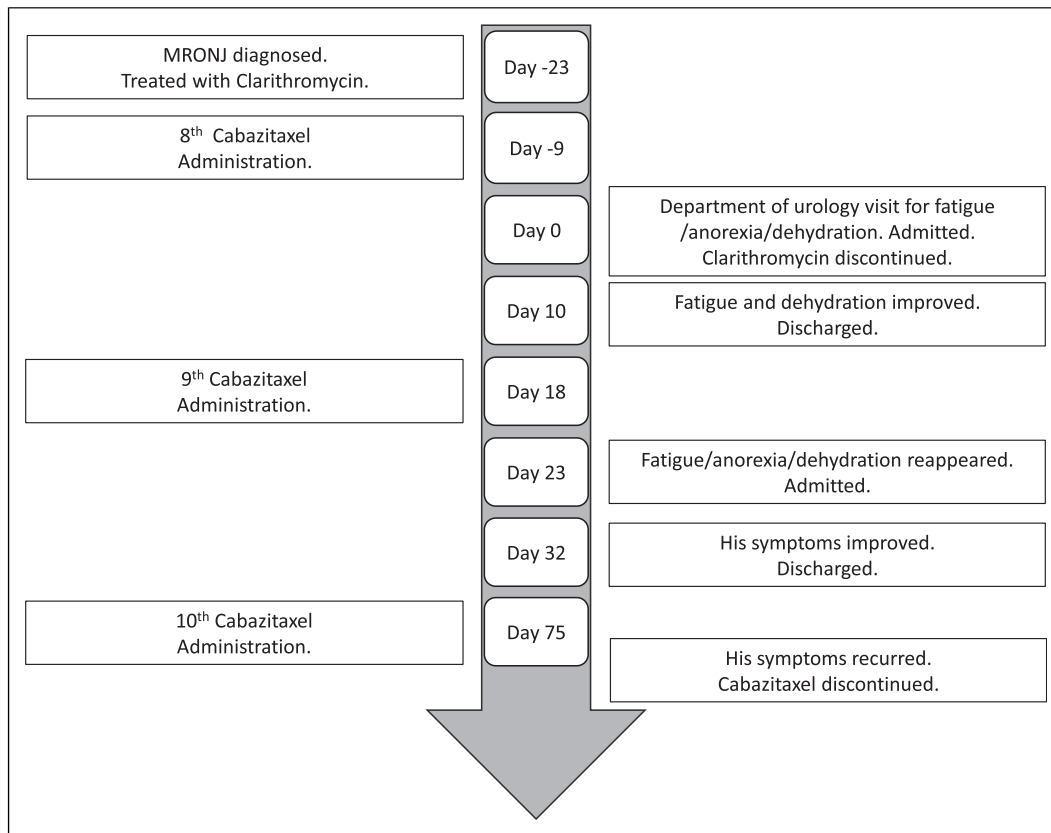 MRONJ diagnosed.
Treated with Clarithromycin.
Day -23
8th Cabazitaxel
Administration.
Day -9
Day 0
Department of urology visit for fatigue
/anorexia/dehydration. Admitted.
Clarithromycin discontinued.
Day 10
Fatigue and dehydration improved.
Discharged.
9th Cabazitaxel
Administration.
Day 18
Day 23
Fatigue/anorexia/dehydration reappeared.
Admitted.
Day 32
His symptoms improved.
Discharged.
10th Cabazitaxel
Administration.
Day 75
His symptoms recurred.
Cabazitaxel discontinued.